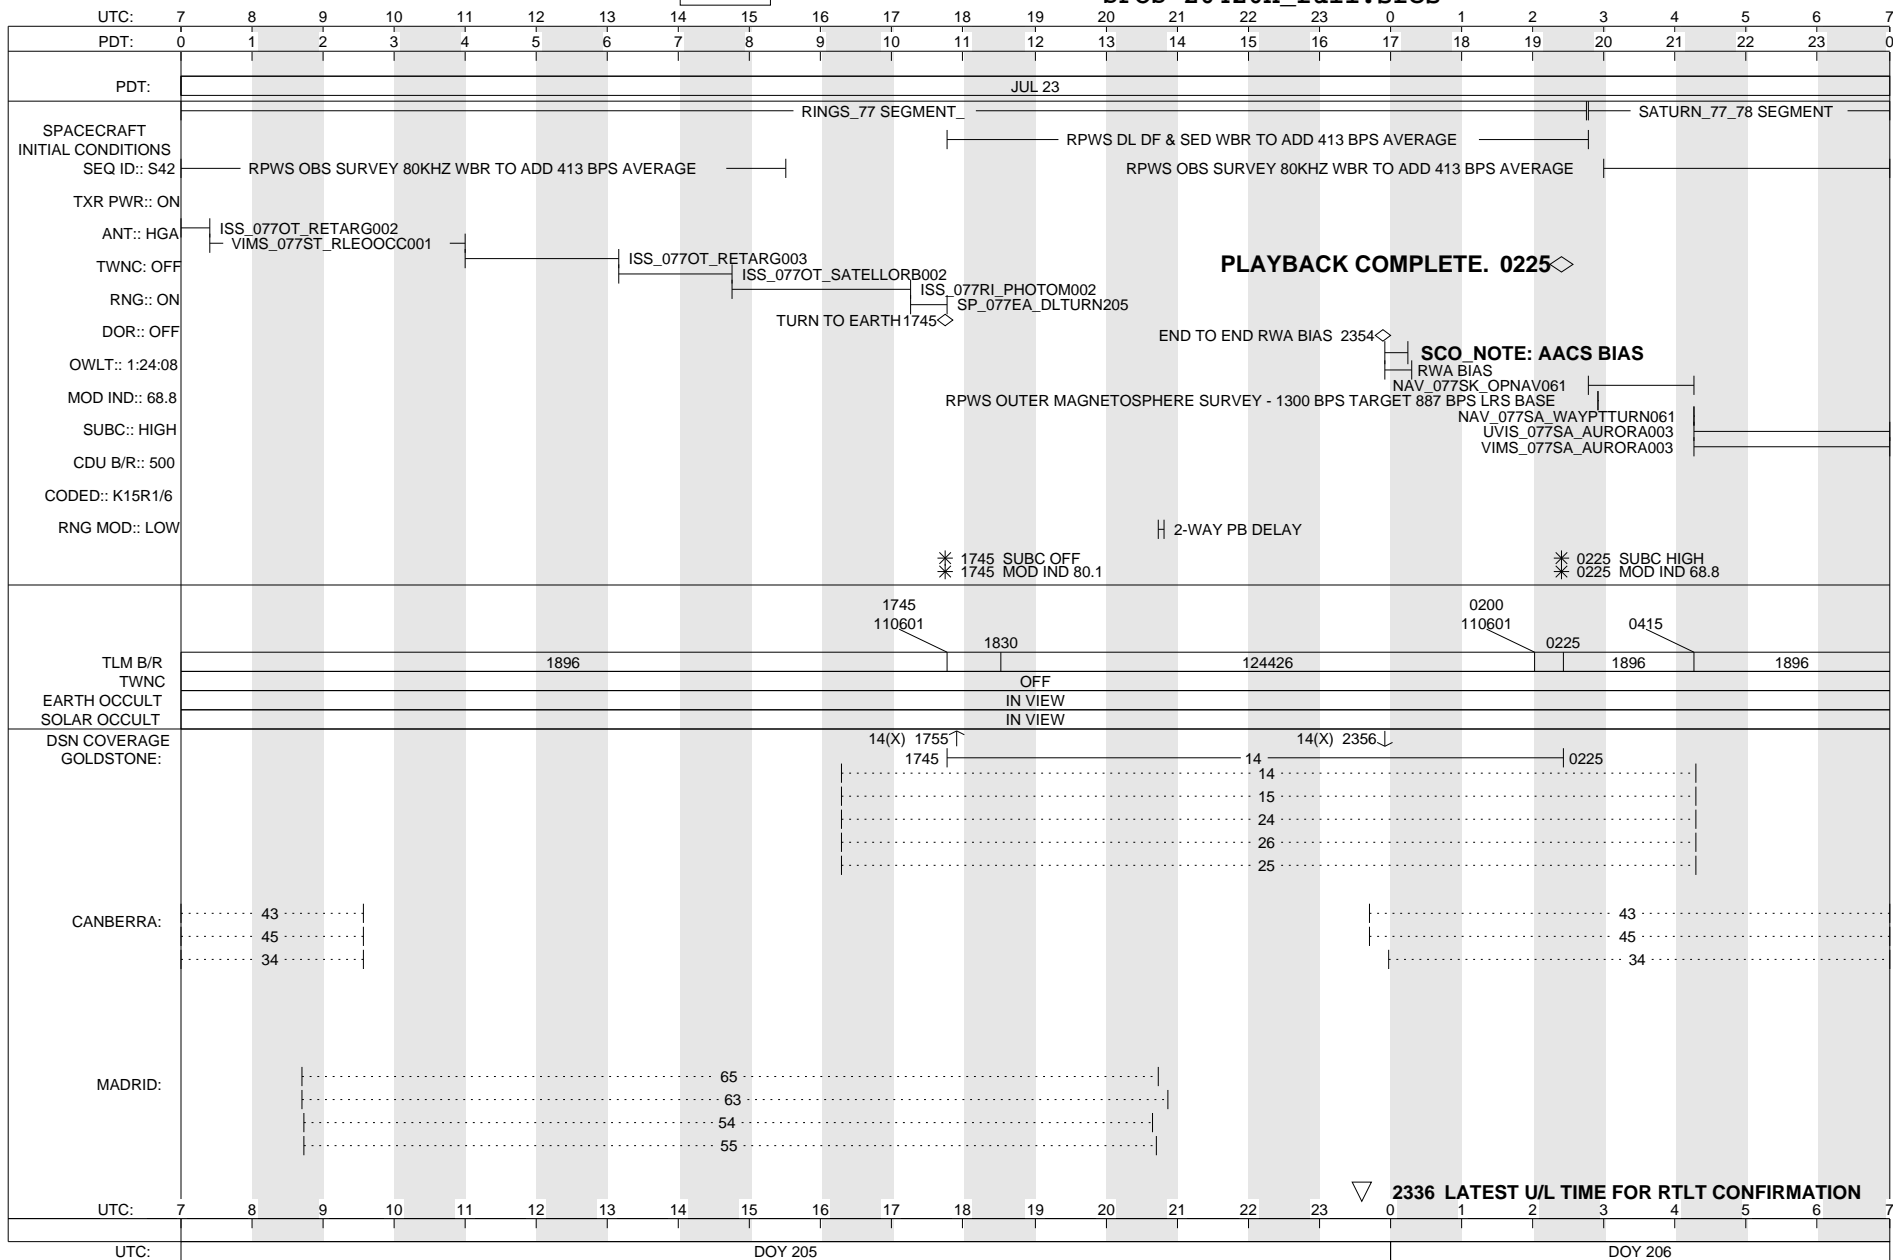 UTC: 7 8 9 10 11 12 13 14 15 16 17 18 19 20 21 22 23 0 1 2 3 4 5 6 7
PDT: 0 1 2 3 4 5 6 7 8 9 10 11 12 13 14 15 16 17 18 19 20 21 22 23 0
PDT: JUL 23
RINGS_77 SEGMENT_ SATURN_77_78 SEGMENT
SPACECRAFT
INITIAL CONDITIONS
RPWS DL DF & SED WBR TO ADD 413 BPS AVERAGE
SEQ ID:: S42 RPWS OBS SURVEY 80KHZ WBR TO ADD 413 BPS AVERAGE RPWS OBS SURVEY 80KHZ WBR TO ADD 413 BPS AVERAGE
TXR PWR:: ON
ANT:: HGA ISS_077OT_RETARG002
VIMS_077ST_RLEOOCC001
ISS_077OT_RETARG003
TWNC: OFF PLAYBACK COMPLETE. 0225
ISS_077OT_SATELLORB002
ISS_077RI_PHOTOM002
RNG:: ON SP_077EA_DLTURN205
TURN TO EARTH1745
DOR:: OFF END TO END RWA BIAS 2354
SCO_NOTE: AACS BIAS
OWLT:: 1:24:08 RWA BIAS
NAV_077SK_OPNAV061
MOD IND:: 68.8 RPWS OUTER MAGNETOSPHERE SURVEY - 1300 BPS TARGET 887 BPS LRS BASE
NAV_077SA_WAYPTTURN061
SUBC:: HIGH UVIS_077SA_AURORA003
VIMS_077SA_AURORA003
CDU B/R:: 500
CODED:: K15R1/6
RNG MOD:: LOW 2-WAY PB DELAY
1745 SUBC OFF 0225 SUBC HIGH
1745 MOD IND 80.1 0225 MOD IND 68.8
1745 0200
110601 110601 0415
1830 0225
TLM B/R 1896 124426 1896 1896
TWNC OFF
EARTH OCCULT IN VIEW
SOLAR OCCULT IN VIEW
DSN COVERAGE 14(X) 1755 14(X) 2356
GOLDSTONE: 1745 14 0225
14
15
24
26
25
CANBERRA: 43 43
45 45
34 34
MADRID: 65
63
54
55
2336 LATEST U/L TIME FOR RTLT CONFIRMATION
UTC: 7 8 9 10 11 12 13 14 15 16 17 18 19 20 21 22 23 0 1 2 3 4 5 6 7
UTC: DOY 205 DOY 206